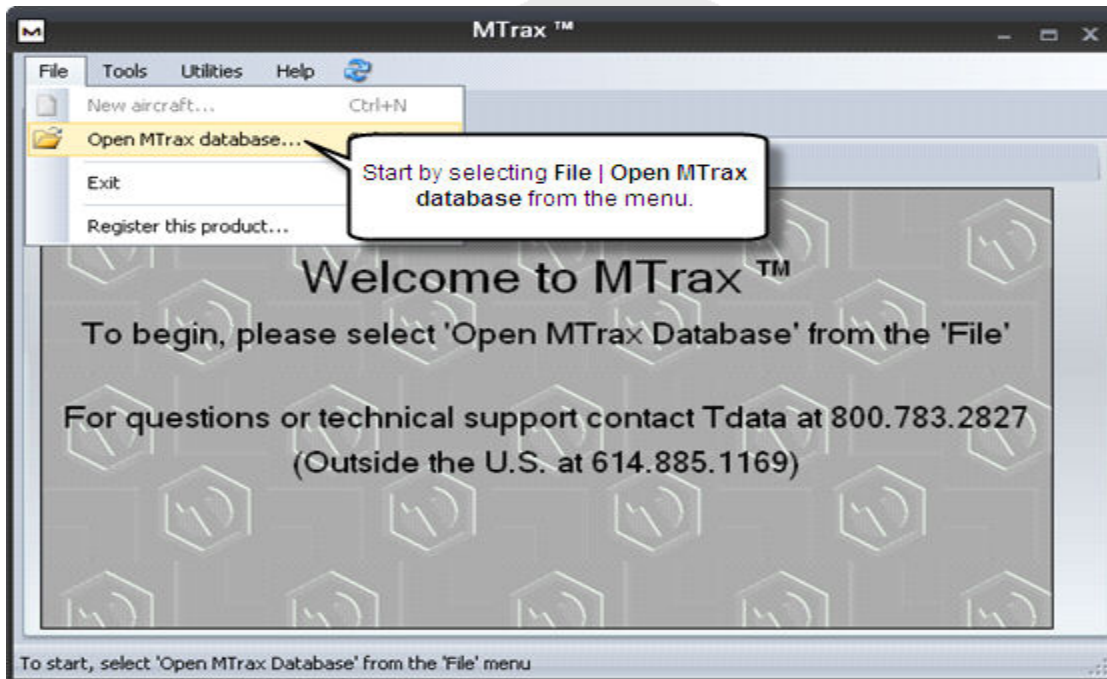 MTrax ™
File Tools Utilities Help
New aircraft... Ctrl+N
Open MTrax database...
Exit
Register this product...
Start by selecting File | Open MTrax
database from the menu.
Welcome to MTrax ™
To begin, please select 'Open MTrax Database' from the 'File'
For questions or technical support contact Tdata at 800.783.2827
(Outside the U.S. at 614.885.1169)
To start, select 'Open MTrax Database' from the 'File' menu